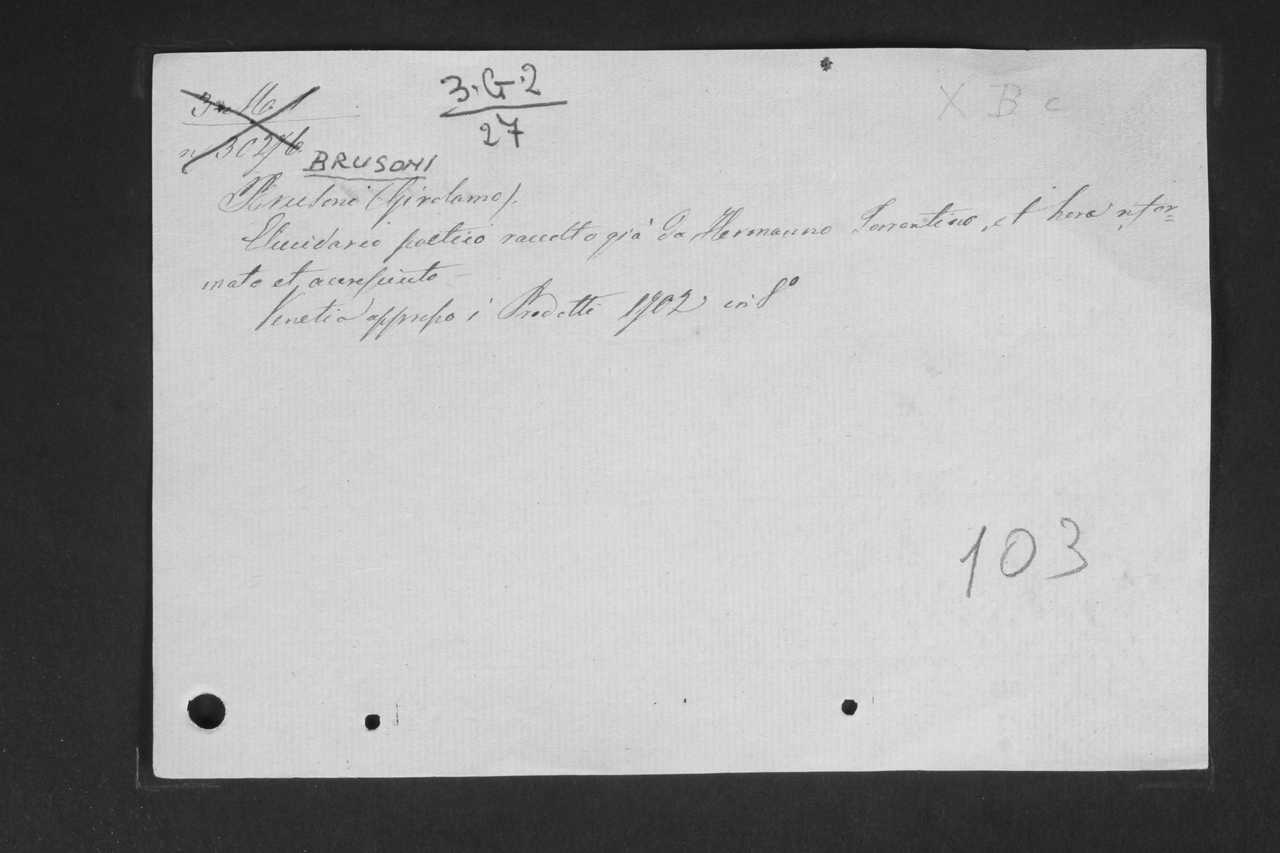 3·G·2
27
X B C
BRUSONI
Brusoni (Girolamo).
Elucidario poetico raccolto già da Hermanno Torrentino, et hora rifor=
mato et accresciuto
Venetia appresso i Prodotti 1702 in 8º
103